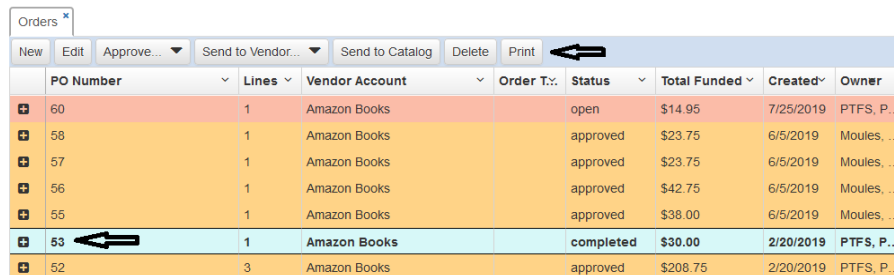 Orders x
New Edit Approve... Send to Vendor... Send to Catalog Delete Print
PO Number Lines Vendor Account Order T... Status Total Funded Created Owner
60 1 Amazon Books open $14.95 7/25/2019 PTFS, P...
58 1 Amazon Books approved $23.75 6/5/2019 Moules, ...
57 1 Amazon Books approved $23.75 6/5/2019 Moules, ...
56 1 Amazon Books approved $42.75 6/5/2019 Moules, ...
55 1 Amazon Books approved $38.00 6/5/2019 Moules, ...
53 1 Amazon Books completed $30.00 2/20/2019 PTFS, P...
52 3 Amazon Books approved $208.75 2/20/2019 PTFS, P...